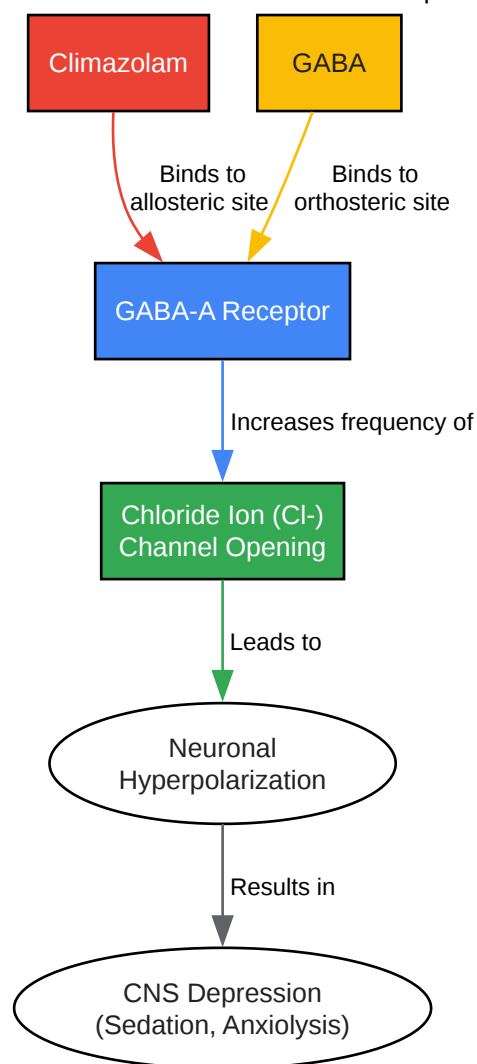 Climazolam
GABA
Binds to
allosteric site
Binds to
orthosteric site
GABA-A Receptor
Increases frequency of
Chloride Ion (Cl-)
Channel Opening
Leads to
Neuronal
Hyperpolarization
Results in
CNS Depression
(Sedation, Anxiolysis)